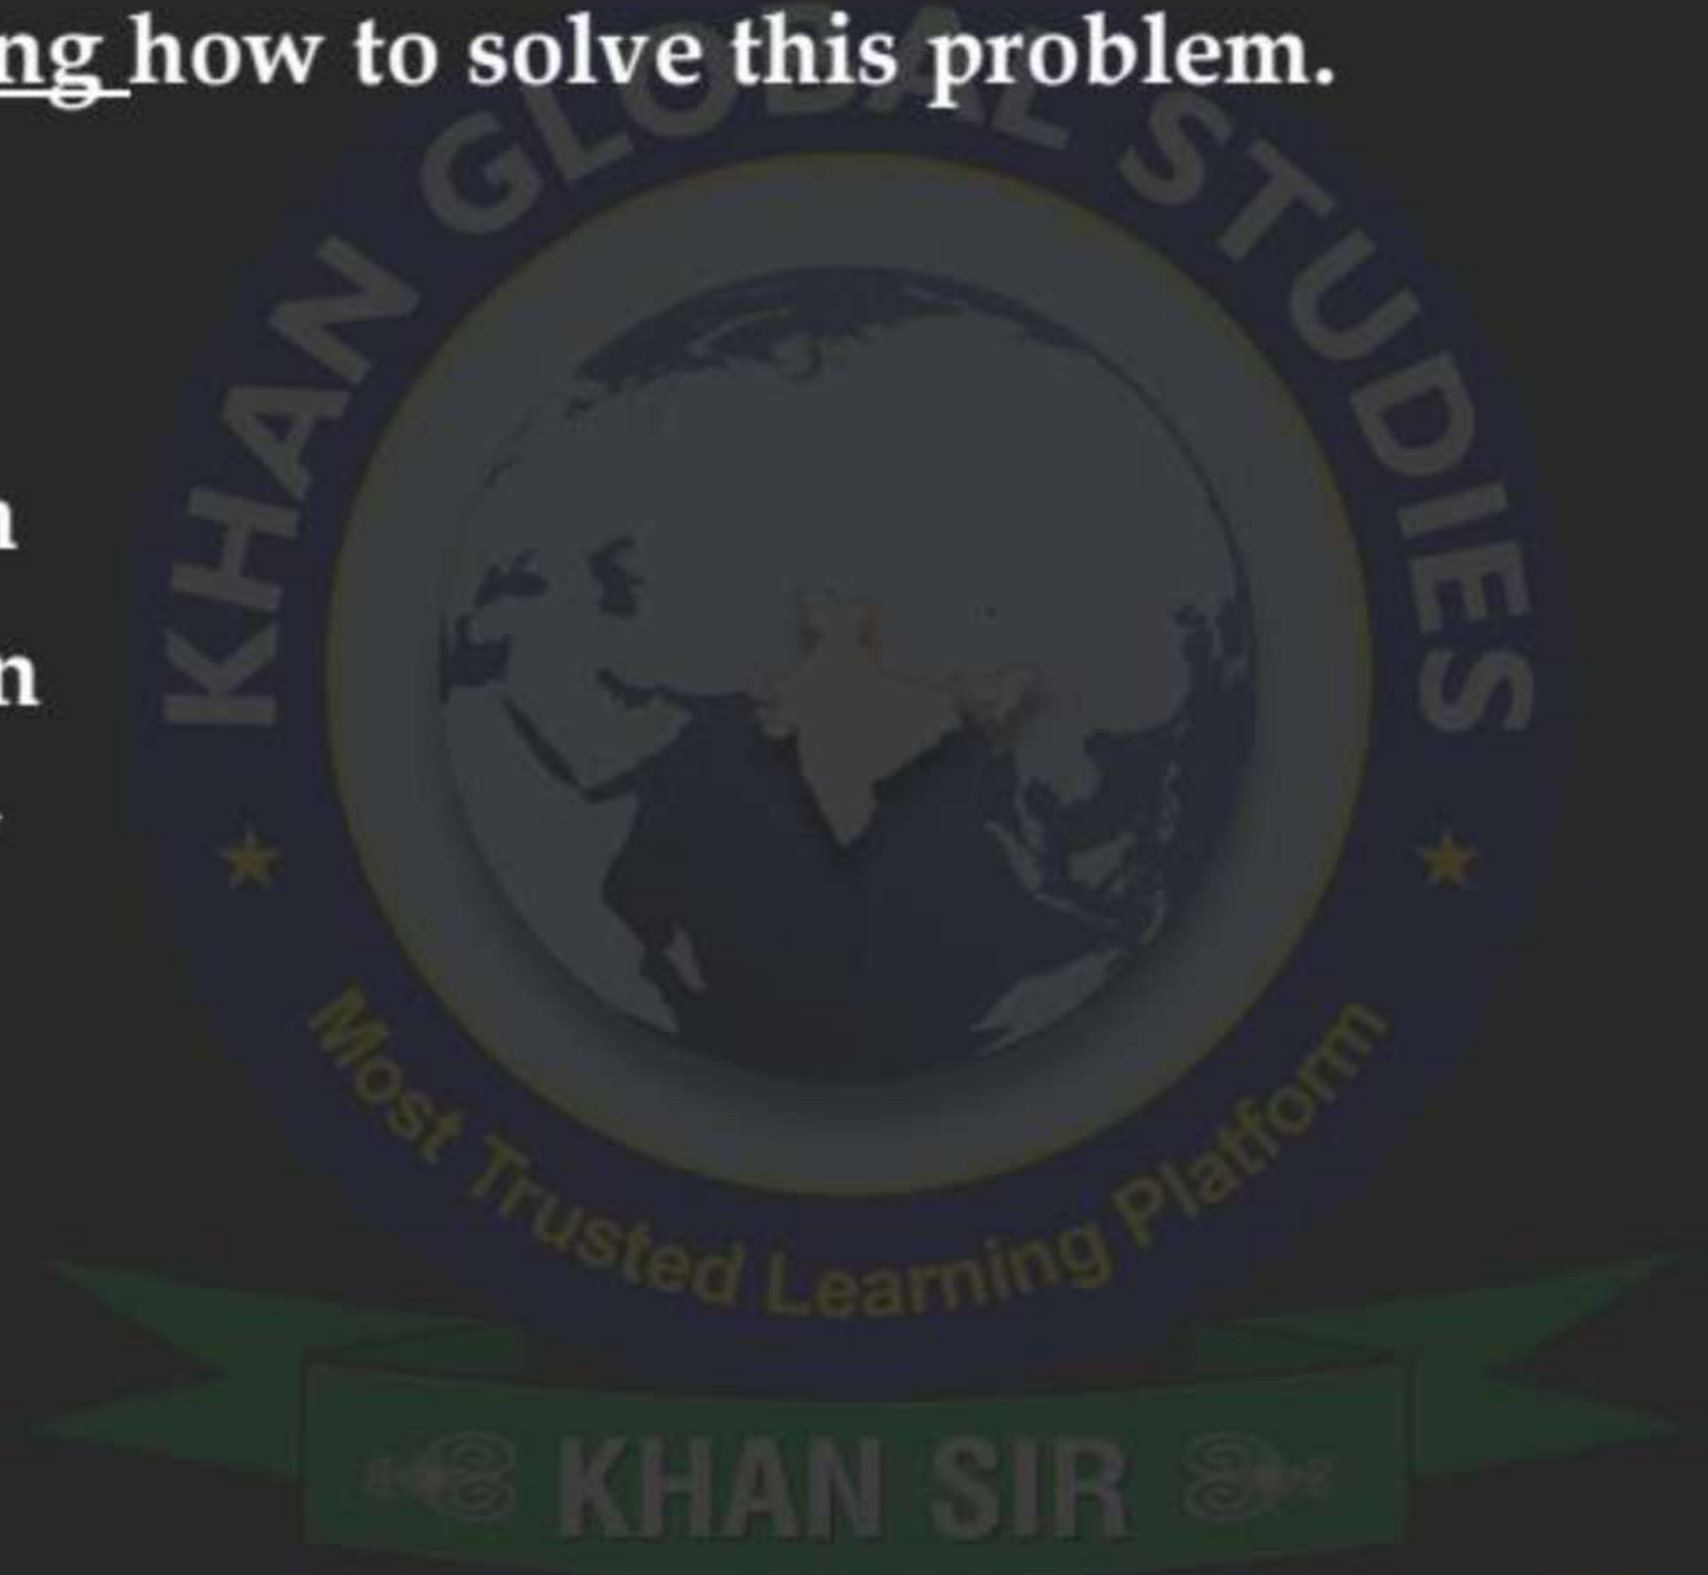 ng how to solve this problem.
KHAN GLOBAL STUDIES
n
n
Most Trusted Learning Platform
KHAN SIR